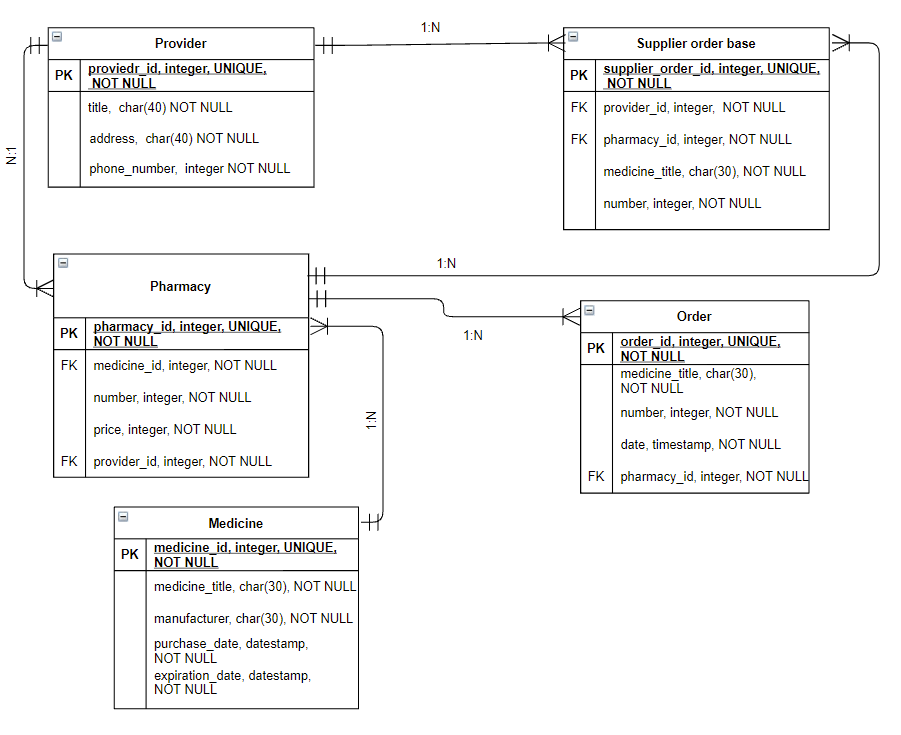 1:N
Provider
PK
proviedr_id, integer, UNIQUE,
NOT NULL
title, char(40) NOT NULL
address, char(40) NOT NULL
phone_number, integer NOT NULL
Supplier order base
PK
supplier_order_id, integer, UNIQUE,
NOT NULL
FK
provider_id, integer, NOT NULL
FK
pharmacy_id, integer, NOT NULL
medicine_title, char(30), NOT NULL
number, integer, NOT NULL
N:1
1:N
Pharmacy
PK
pharmacy_id, integer, UNIQUE,
NOT NULL
FK
medicine_id, integer, NOT NULL
number, integer, NOT NULL
price, integer, NOT NULL
FK
provider_id, integer, NOT NULL
1:N
Order
PK
order_id, integer, UNIQUE,
NOT NULL
medicine_title, char(30),
NOT NULL
number, integer, NOT NULL
date, timestamp, NOT NULL
FK
pharmacy_id, integer, NOT NULL
1:N
Medicine
PK
medicine_id, integer, UNIQUE,
NOT NULL
medicine_title, char(30), NOT NULL
manufacturer, char(30), NOT NULL
purchase_date, datestamp,
NOT NULL
expiration_date, datestamp,
NOT NULL